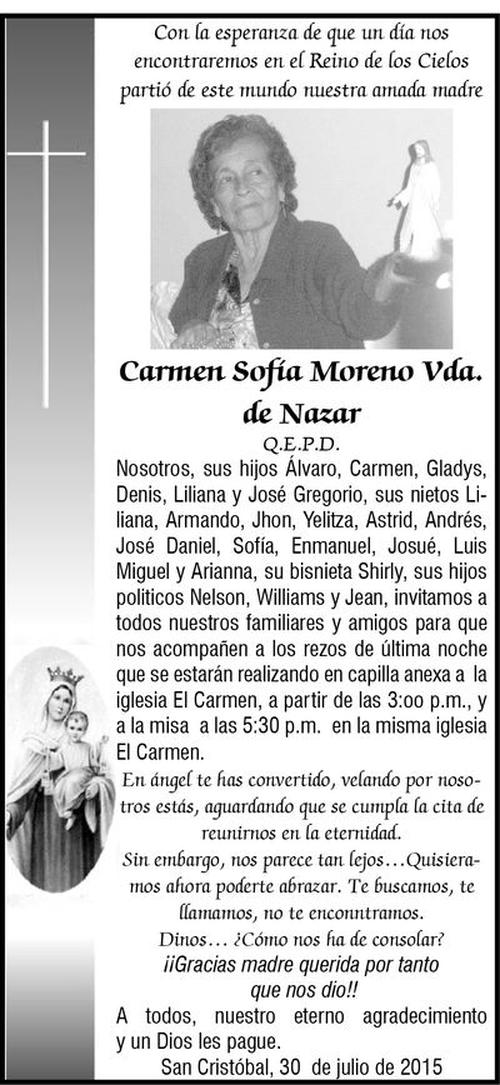 Con la esperanza de que un día nos
encontraremos en el Reino de los Cielos
partió de este mundo nuestra amada madre
Carmen Sofía Moreno Vda.
de Nazar
Q.E.P.D.
Nosotros, sus hijos Álvaro, Carmen, Gladys,
Denis, Liliana y José Gregorio, sus nietos Li-
liana, Armando, Jhon, Yelitza, Astrid, Andrés,
José Daniel, Sofía, Enmanuel, Josué, Luis
Miguel y Arianna, su bisnieta Shirly, sus hijos
politicos Nelson, Williams y Jean, invitamos a
todos nuestros familiares y amigos para que
nos acompañen a los rezos de última noche
que se estarán realizando en capilla anexa a la
iglesia El Carmen, a partir de las 3:oo p.m., y
a la misa a las 5:30 p.m. en la misma iglesia
El Carmen.
En ángel te has convertido, velando por noso-
tros estás, aguardando que se cumpla la cita de
reunirnos en la eternidad.
Sin embargo, nos parece tan lejos…Quisiera-
mos ahora poderte abrazar. Te buscamos, te
llamamos, no te enconntramos.
Dinos… ¿Cómo nos ha de consolar?
¡¡Gracias madre querida por tanto
que nos dio!!
A todos, nuestro eterno agradecimiento
y un Dios les pague.
San Cristóbal, 30 de julio de 2015